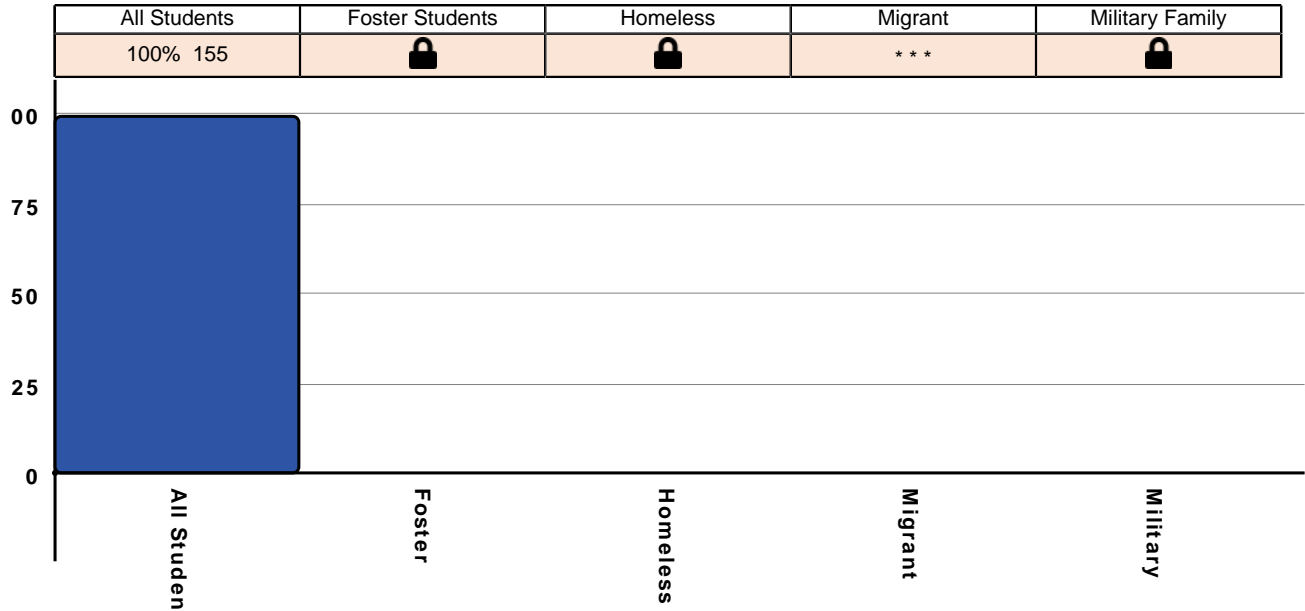 All Students Foster Students Homeless Migrant Military Family
100% 155 * * *
00
75
50
25
0
All Studen
Foster
Homeless
Migrant
Military